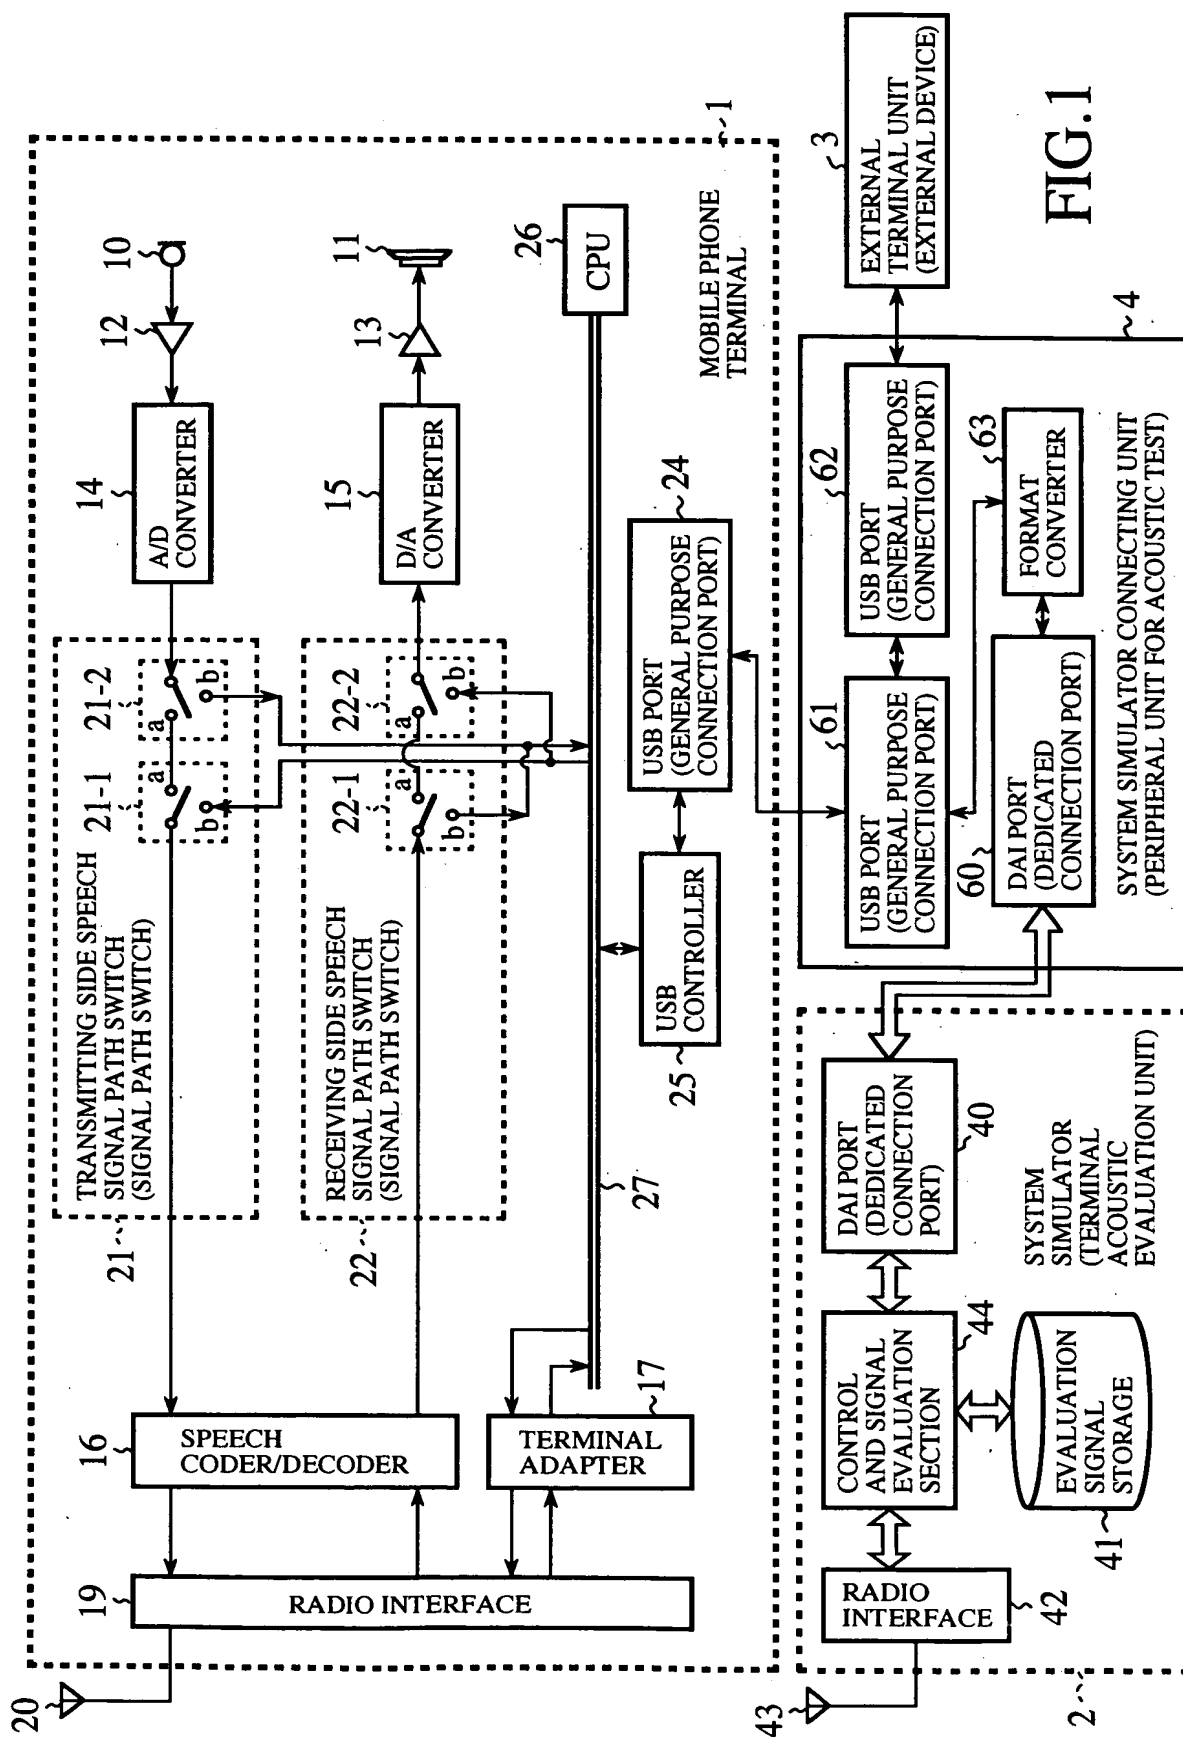 FIG.1
20
19
RADIO INTERFACE
16
SPEECH
CODER/DECODER
17
TERMINAL
ADAPTER
21
TRANSMITTING SIDE SPEECH
SIGNAL PATH SWITCH
(SIGNAL PATH SWITCH)
21-1
a
b
21-2
a
b
14
A/D
CONVERTER
12
10
22
RECEIVING SIDE SPEECH
SIGNAL PATH SWITCH
(SIGNAL PATH SWITCH)
22-1
a
b
22-2
a
b
15
D/A
CONVERTER
13
11
27
26
CPU
25
USB
CONTROLLER
24
USB PORT
(GENERAL PURPOSE
CONNECTION PORT)
MOBILE PHONE
TERMINAL
1
43
2
RADIO
INTERFACE
42
CONTROL
AND SIGNAL
EVALUATION
SECTION
44
41
EVALUATION
SIGNAL
STORAGE
DAI PORT
(DEDICATED
CONNECTION
PORT)
40
SYSTEM
SIMULATOR
(TERMINAL
ACOUSTIC
EVALUATION UNIT)
61
USB PORT
(GENERAL PURPOSE
CONNECTION PORT)
62
USB PORT
(GENERAL PURPOSE
CONNECTION PORT)
60
DAI PORT
(DEDICATED
CONNECTION PORT)
63
FORMAT
CONVERTER
SYSTEM SIMULATOR CONNECTING UNIT
(PERIPHERAL UNIT FOR ACOUSTIC TEST)
4
3
EXTERNAL
TERMINAL UNIT
(EXTERNAL DEVICE)